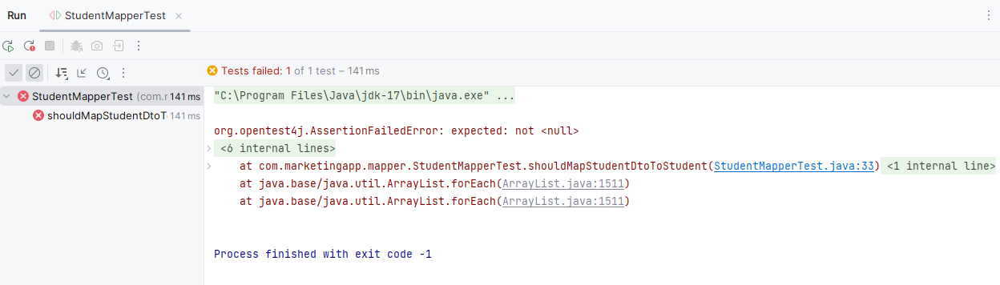 Run StudentMapperTest
Tests failed: 1 of 1 test – 141 ms
StudentMapperTest (com.r 141 ms
shouldMapStudentDtoT 141 ms
"C:\Program Files\Java\jdk-17\bin\java.exe" ...
org.opentest4j.AssertionFailedError: expected: not <null>
<6 internal lines>
at com.marketingapp.mapper.StudentMapperTest.shouldMapStudentDtoToStudent(StudentMapperTest.java:33) <1 internal line>
at java.base/java.util.ArrayList.forEach(ArrayList.java:1511)
at java.base/java.util.ArrayList.forEach(ArrayList.java:1511)
Process finished with exit code -1